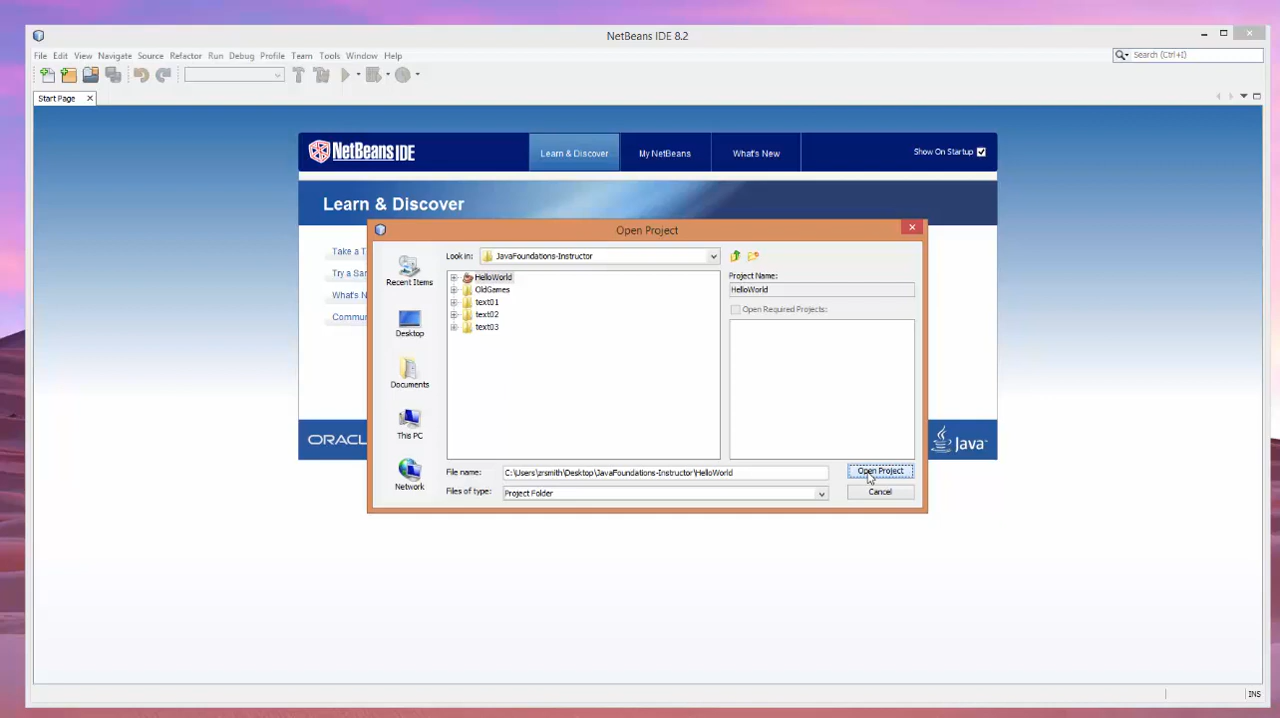 NetBeans IDE 8.2
File Edit View Navigate Source Refactor Run Debug Profile Team Tools Window Help
Search (Ctrl+I)
Start Page
NetBeans IDE
Learn & Discover
My NetBeans
What's New
Show On Startup
Learn & Discover
Take a T
Try a Sa
What's N
Commu
ORACL
Java
Open Project
Look in:
JavaFoundations-Instructor
Recent Items
Desktop
Documents
This PC
Network
HelloWorld
OldGames
text01
text02
text03
Project Name:
HelloWorld
Open Required Projects:
File name:
C:\Users\zrsmith\Desktop\JavaFoundations-Instructor\HelloWorld
Open Project
Files of type:
Project Folder
Cancel
INS